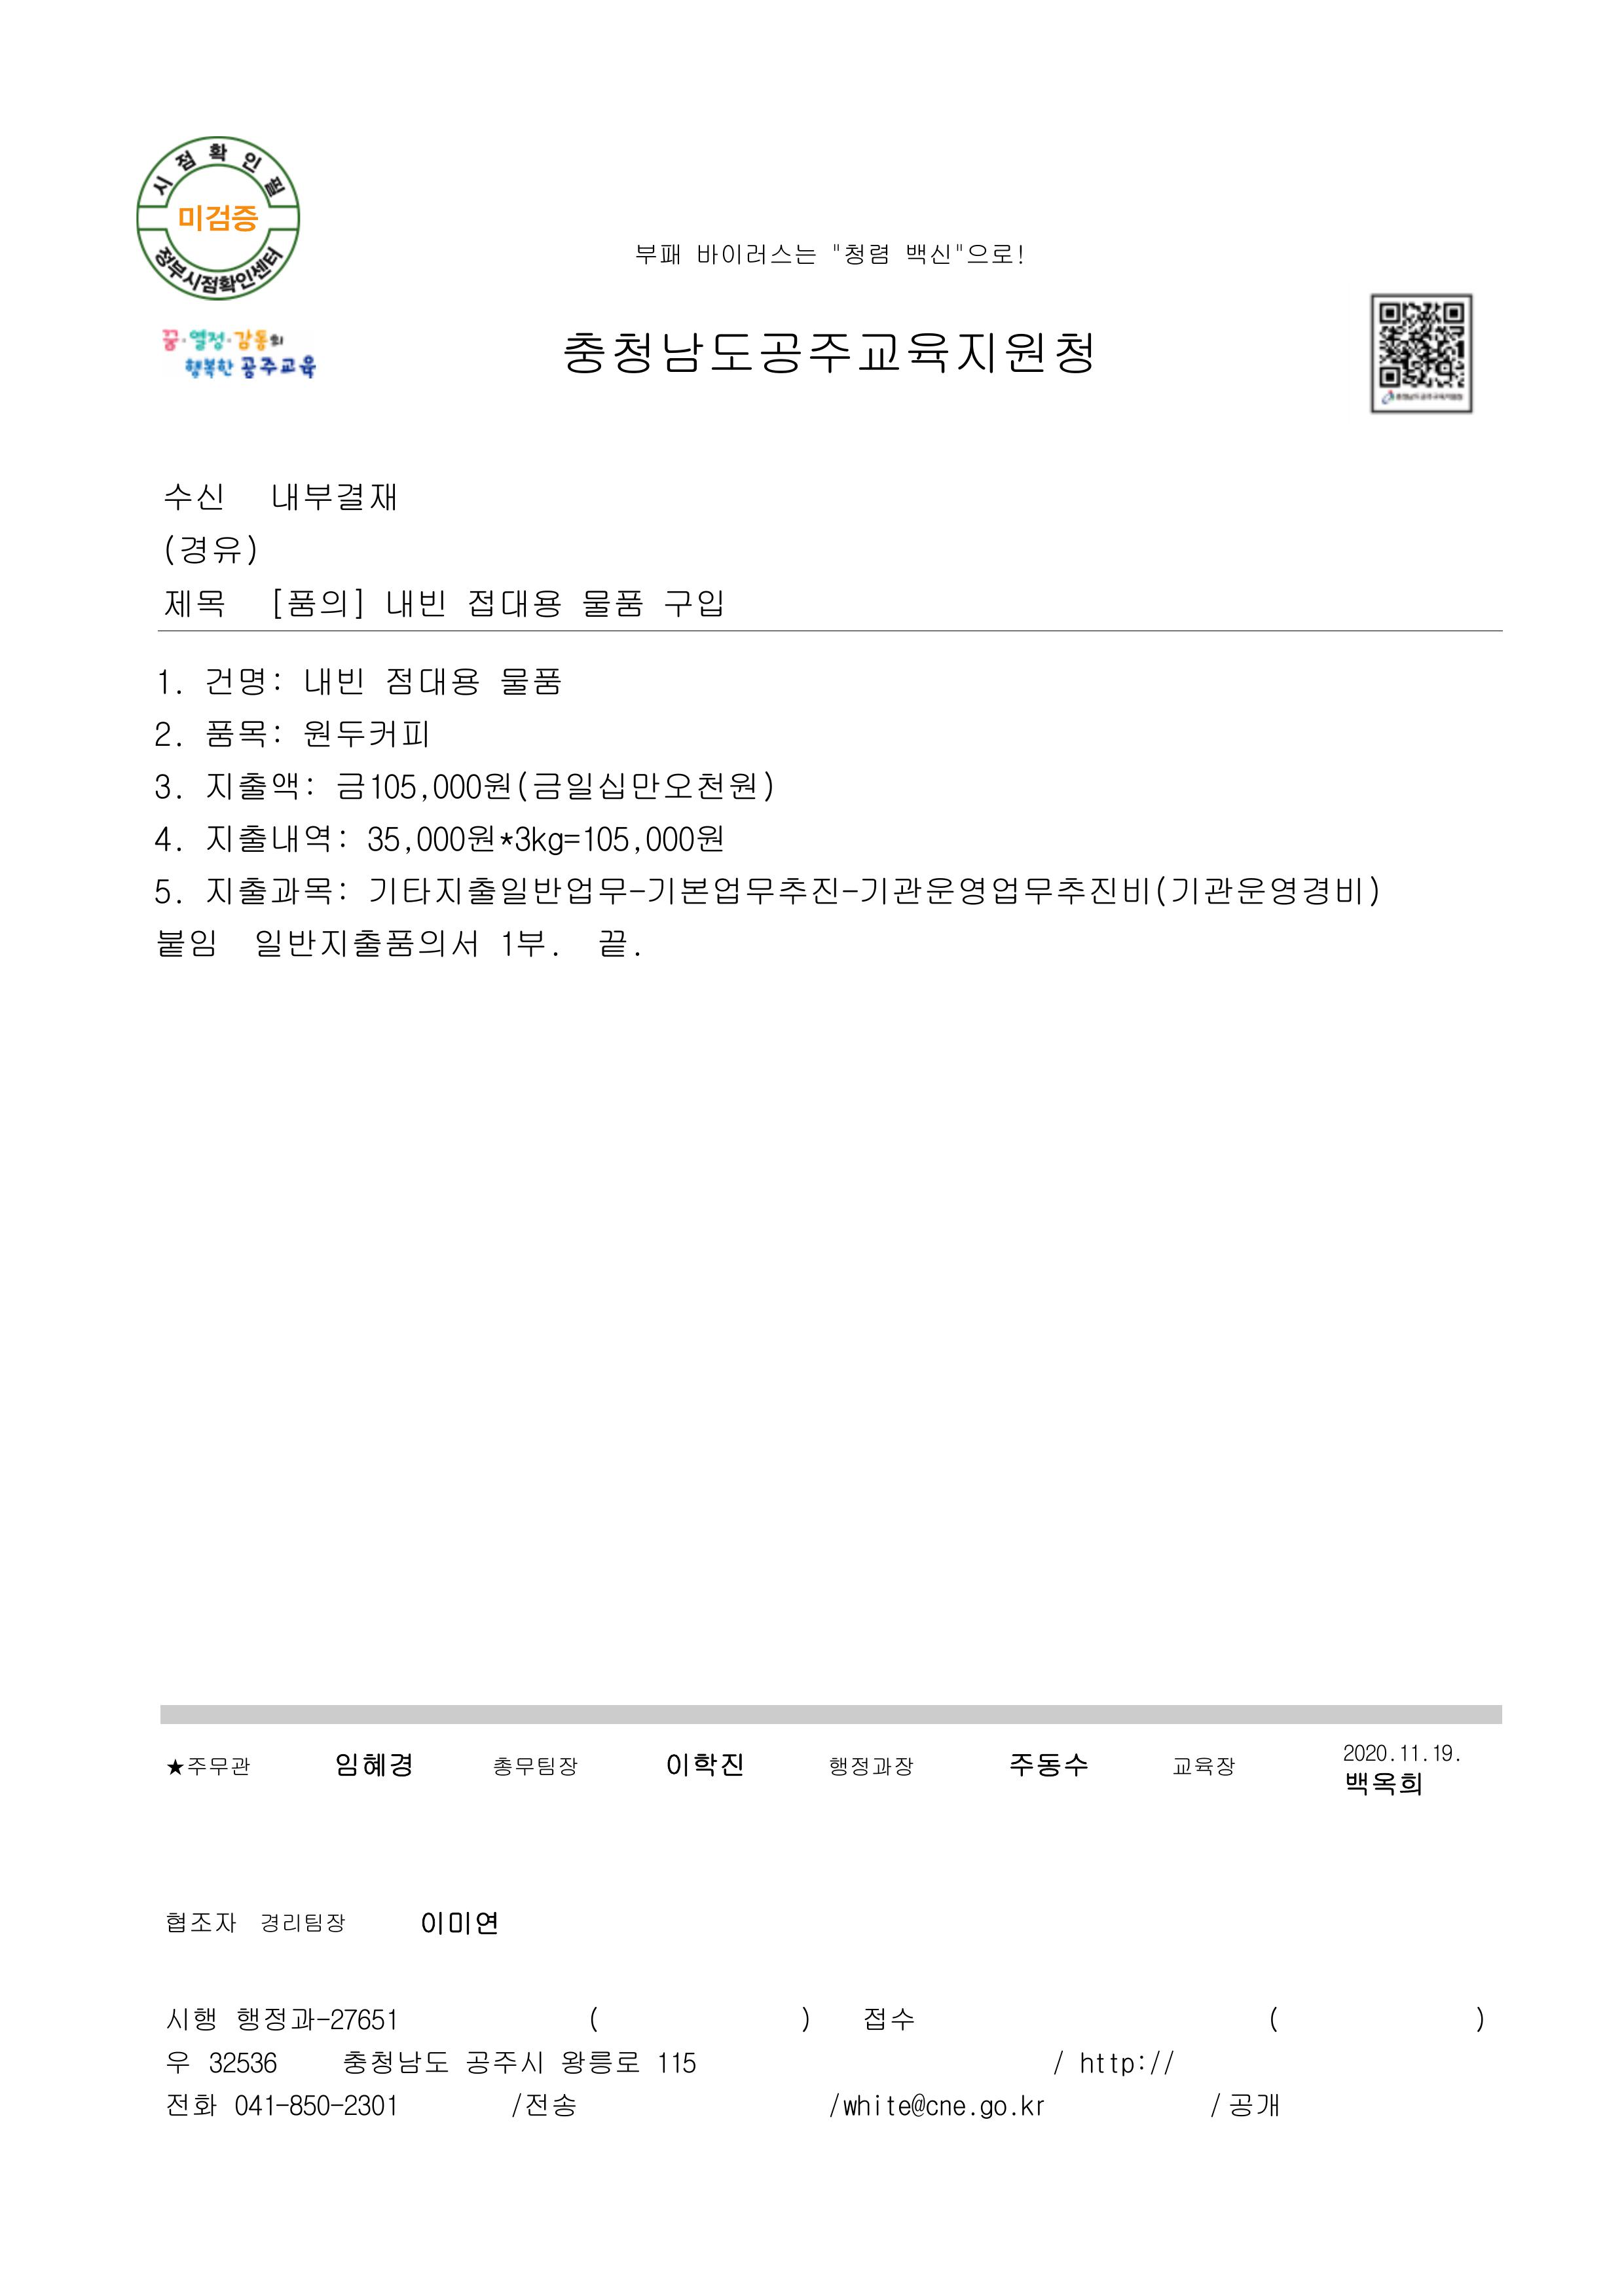 시점확인필
미검증
정부시점확인센터
부패 바이러스는 "청렴 백신"으로!
꿈·열정·감동의
행복한 공주교육
충청남도공주교육지원청
수신 내부결재
(경유)
제목 [품의] 내빈 접대용 물품 구입
1. 건명: 내빈 점대용 물품
2. 품목: 원두커피
3. 지출액: 금105,000원(금일십만오천원)
4. 지출내역: 35,000원*3kg=105,000원
5. 지출과목: 기타지출일반업무-기본업무추진-기관운영업무추진비(기관운영경비)
붙임 일반지출품의서 1부. 끝.
★주무관 임혜경 총무팀장 이학진 행정과장 주동수 교육장 2020.11.19. 백옥희
협조자 경리팀장 이미연
시행 행정과-27651 ( ) 접수 ( )
우 32536 충청남도 공주시 왕릉로 115 / http://
전화 041-850-2301 /전송 /white@cne.go.kr / 공개